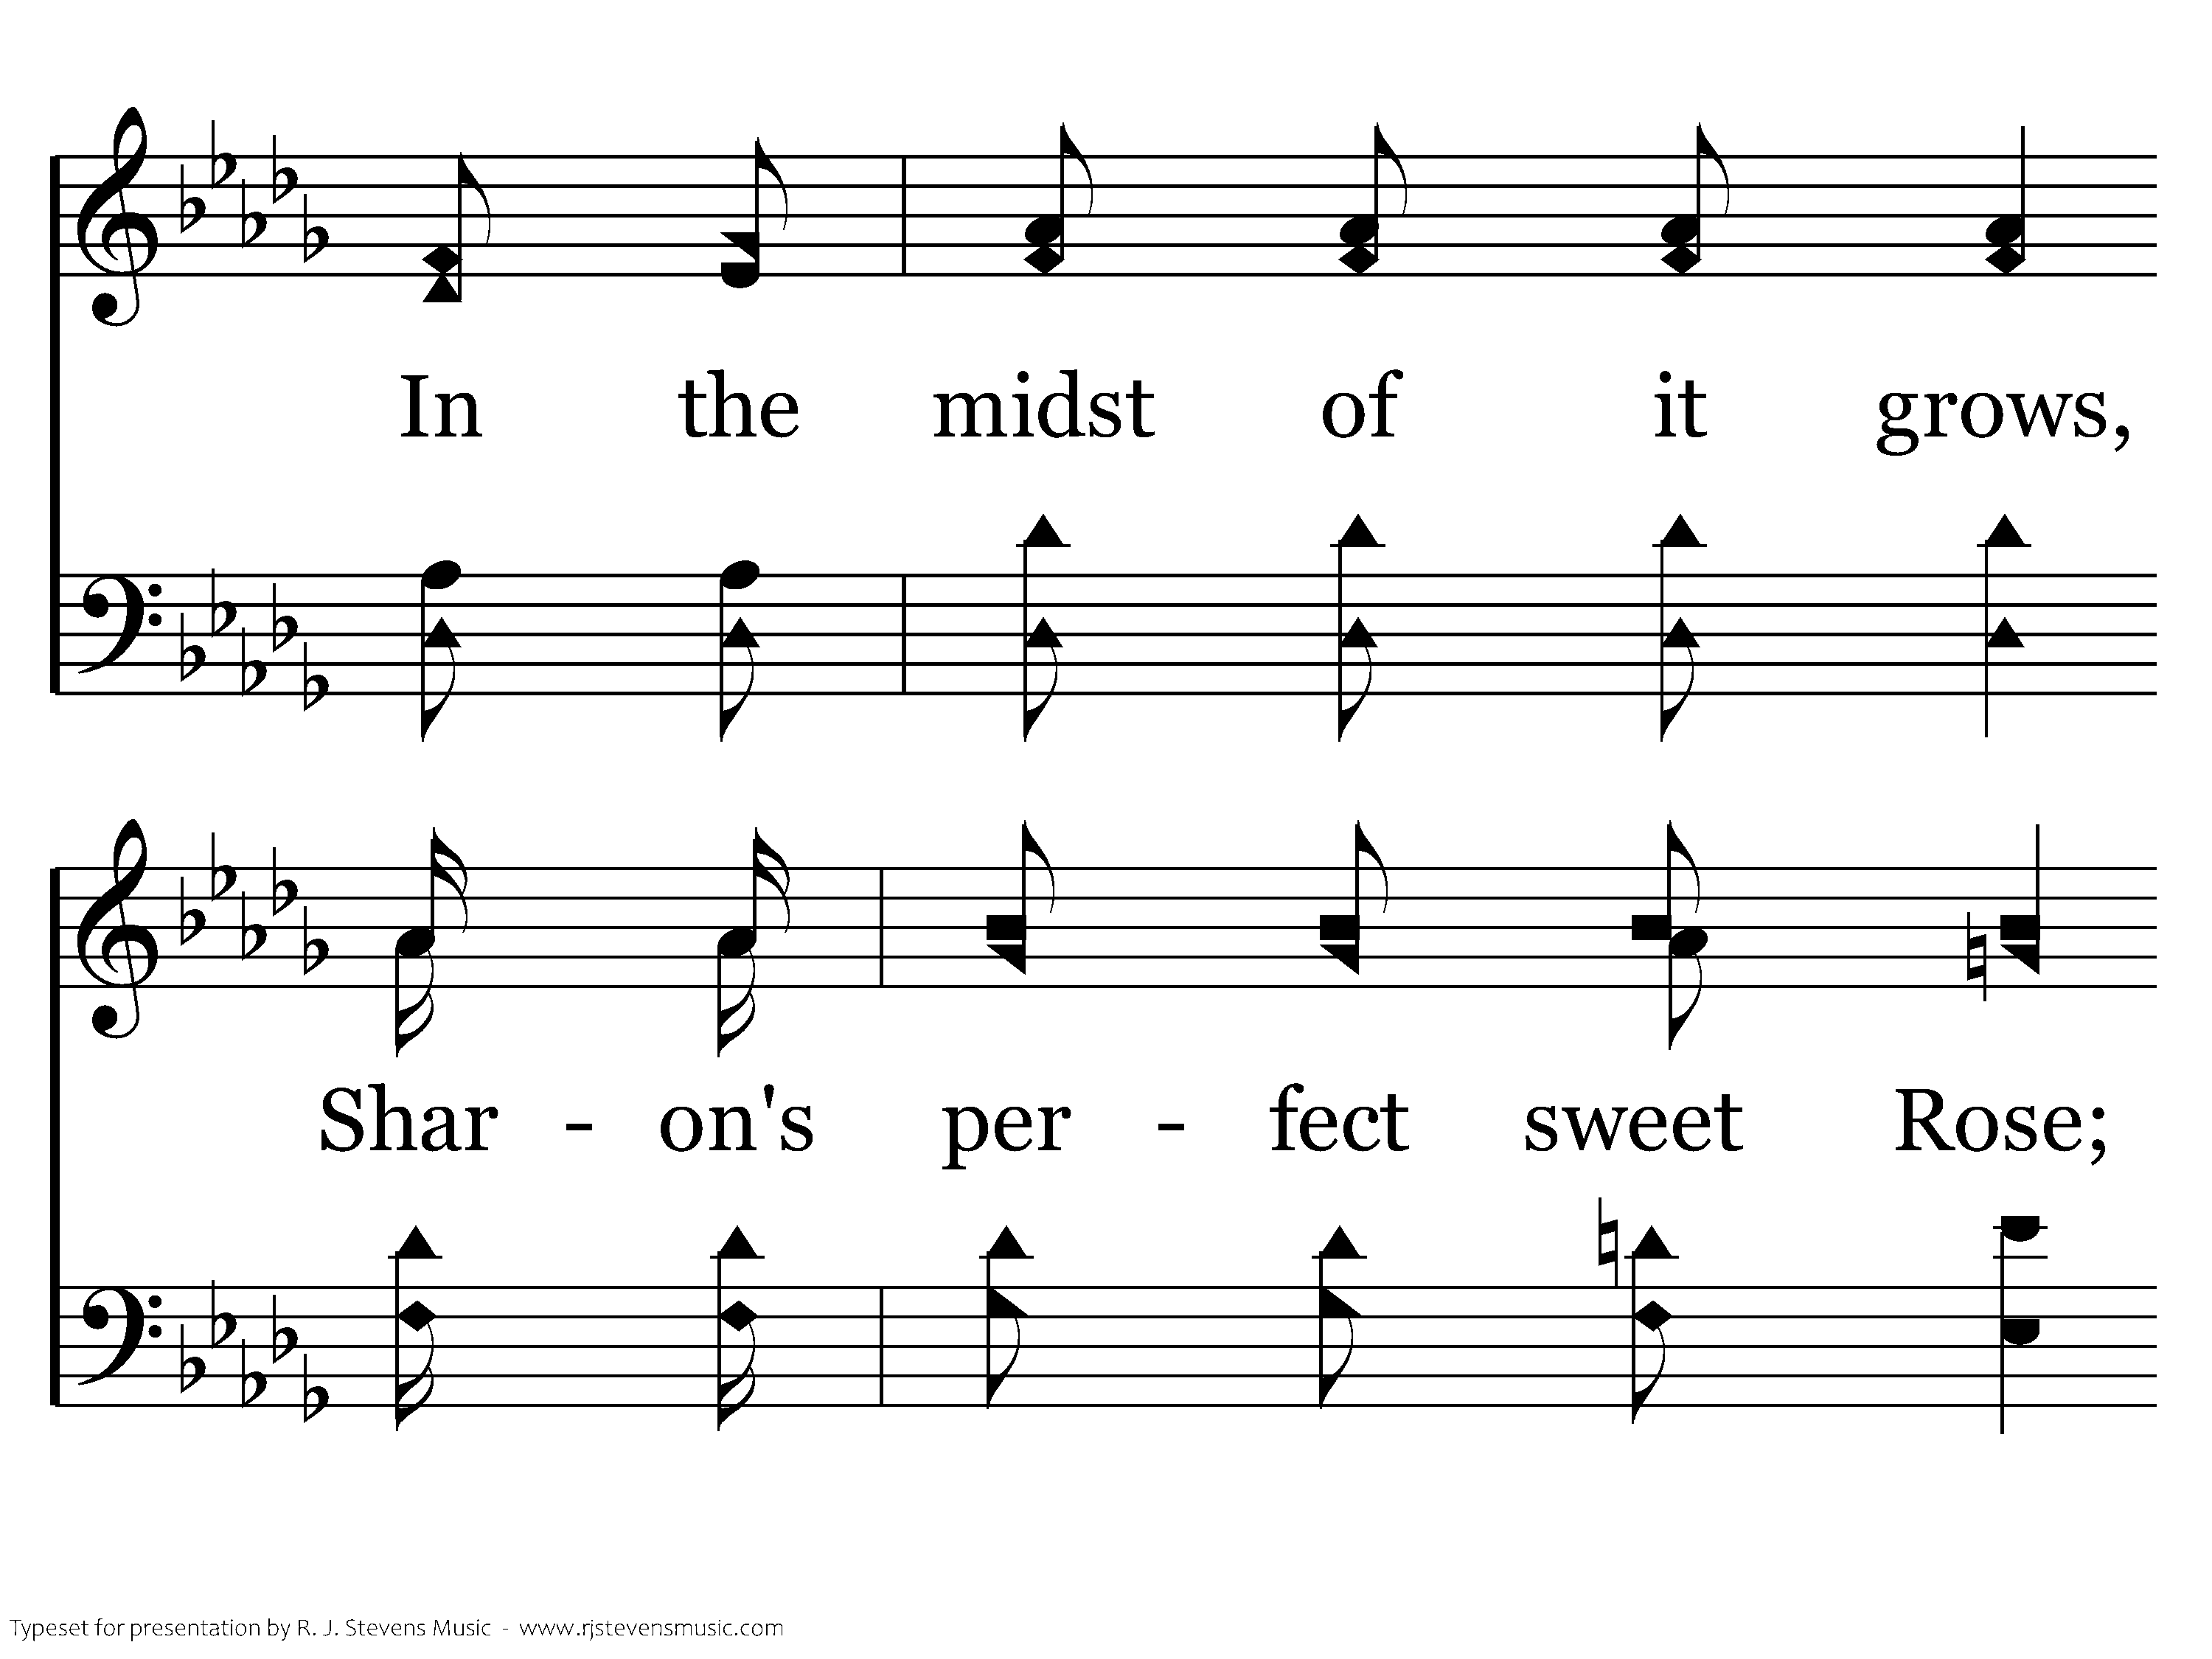 In the midst of it grows,
Shar - on's per - fect sweet Rose;
Typeset for presentation by R. J. Stevens Music - www.rjstevensmusic.com